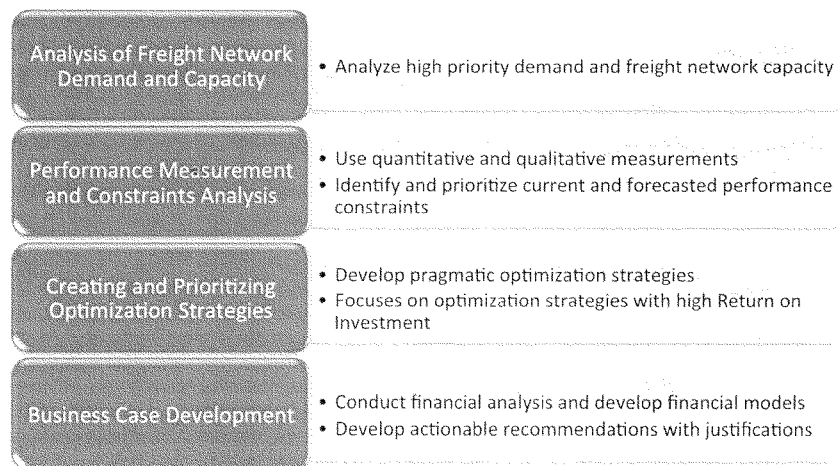 Analysis of Freight Network
Demand and Capacity
• Analyze high priority demand and freight network capacity
Performance Measurement
and Constraints Analysis
• Use quantitative and qualitative measurements
• Identify and prioritize current and forecasted performance
constraints
Creating and Prioritizing
Optimization Strategies
• Develop pragmatic optimization strategies
• Focuses on optimization strategies with high Return on
Investment
Business Case Development
• Conduct financial analysis and develop financial models
• Develop actionable recommendations with justifications